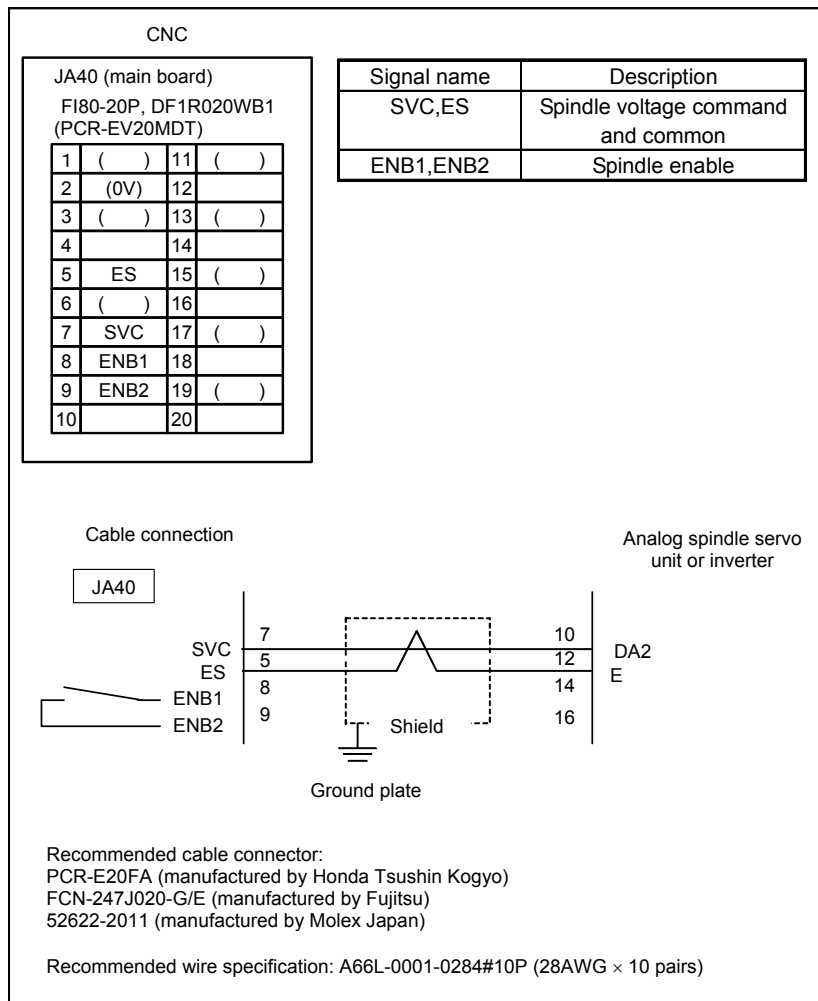 CNC
JA40 (main board)
FI80-20P, DF1R020WB1
(PCR-EV20MDT)
1 ( ) 11 ( )
2 (0V) 12
3 ( ) 13 ( )
4 14
5 ES 15 ( )
6 ( ) 16
7 SVC 17 ( )
8 ENB1 18
9 ENB2 19 ( )
10 20
Signal name Description
SVC,ES Spindle voltage command
and common
ENB1,ENB2 Spindle enable
Cable connection
Analog spindle servo
unit or inverter
JA40
SVC 7 10 DA2
ES 5 12 E
ENB1 8 14
ENB2 9 16
Shield
Ground plate
Recommended cable connector:
PCR-E20FA (manufactured by Honda Tsushin Kogyo)
FCN-247J020-G/E (manufactured by Fujitsu)
52622-2011 (manufactured by Molex Japan)
Recommended wire specification: A66L-0001-0284#10P (28AWG × 10 pairs)